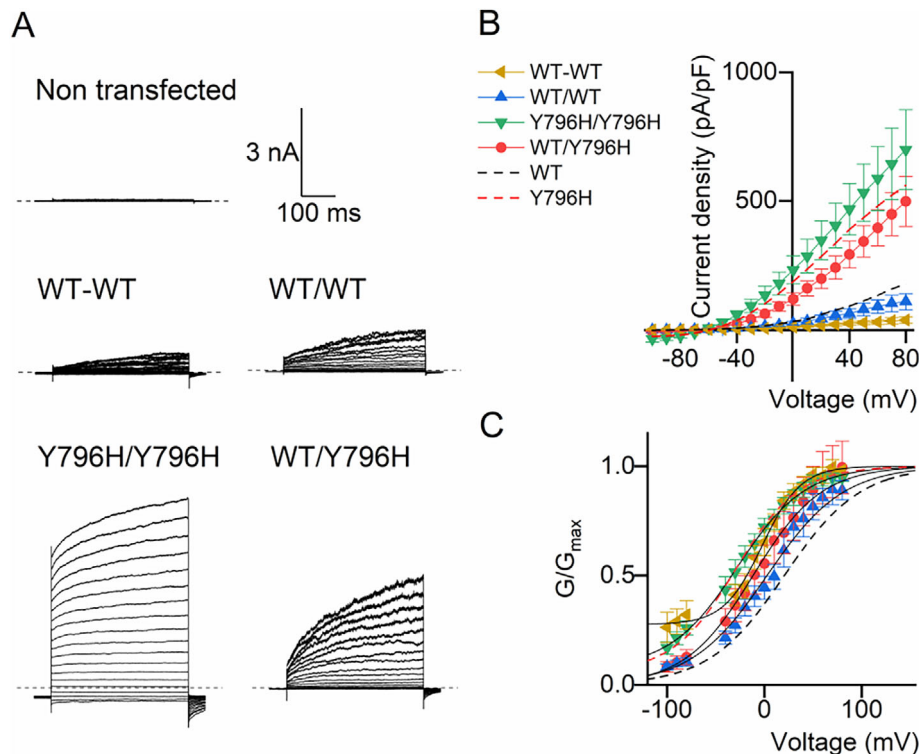 A
Non transfected
3 nA
100 ms
WT-WT
WT/WT
Y796H/Y796H
WT/Y796H
B
WT-WT
WT/WT
Y796H/Y796H
WT/Y796H
WT
Y796H
Current density (pA/pF)
1000
500
-80
-40
40
80
Voltage (mV)
C
G/Gmax
1.0
0.5
0.0
-100
0
100
Voltage (mV)